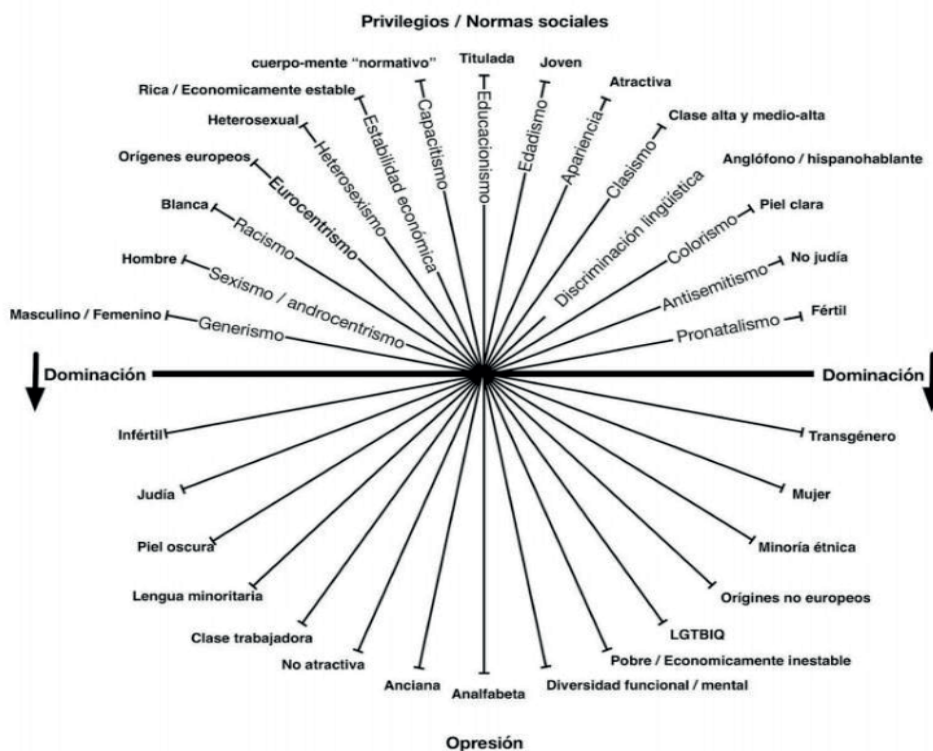 Privilegios / Normas sociales
Titulada
cuerpo-mente “normativo”
Joven
Rica / Economicamente estable
Atractiva
Heterosexual
Clase alta y medio-alta
Orígenes europeos
Anglófono / hispanohablante
Blanca
Piel clara
Hombre
No judía
Masculino / Femenino
Fértil
Generismo
Sexismo / androcentrismo
Racismo
Eurocentrismo
Heterosexismo
Estabilidad económica
Capacitismo
Educacionismo
Edadismo
Apariencia
Clasismo
Discriminación lingüística
Colorismo
Antisemitismo
Pronatalismo
Dominación
Dominación
Infértil
Transgénero
Judía
Mujer
Piel oscura
Minoría étnica
Lengua minoritaria
Orígines no europeos
Clase trabajadora
LGTBIQ
No atractiva
Pobre / Economicamente inestable
Anciana
Analfabeta
Diversidad funcional / mental
Opresión